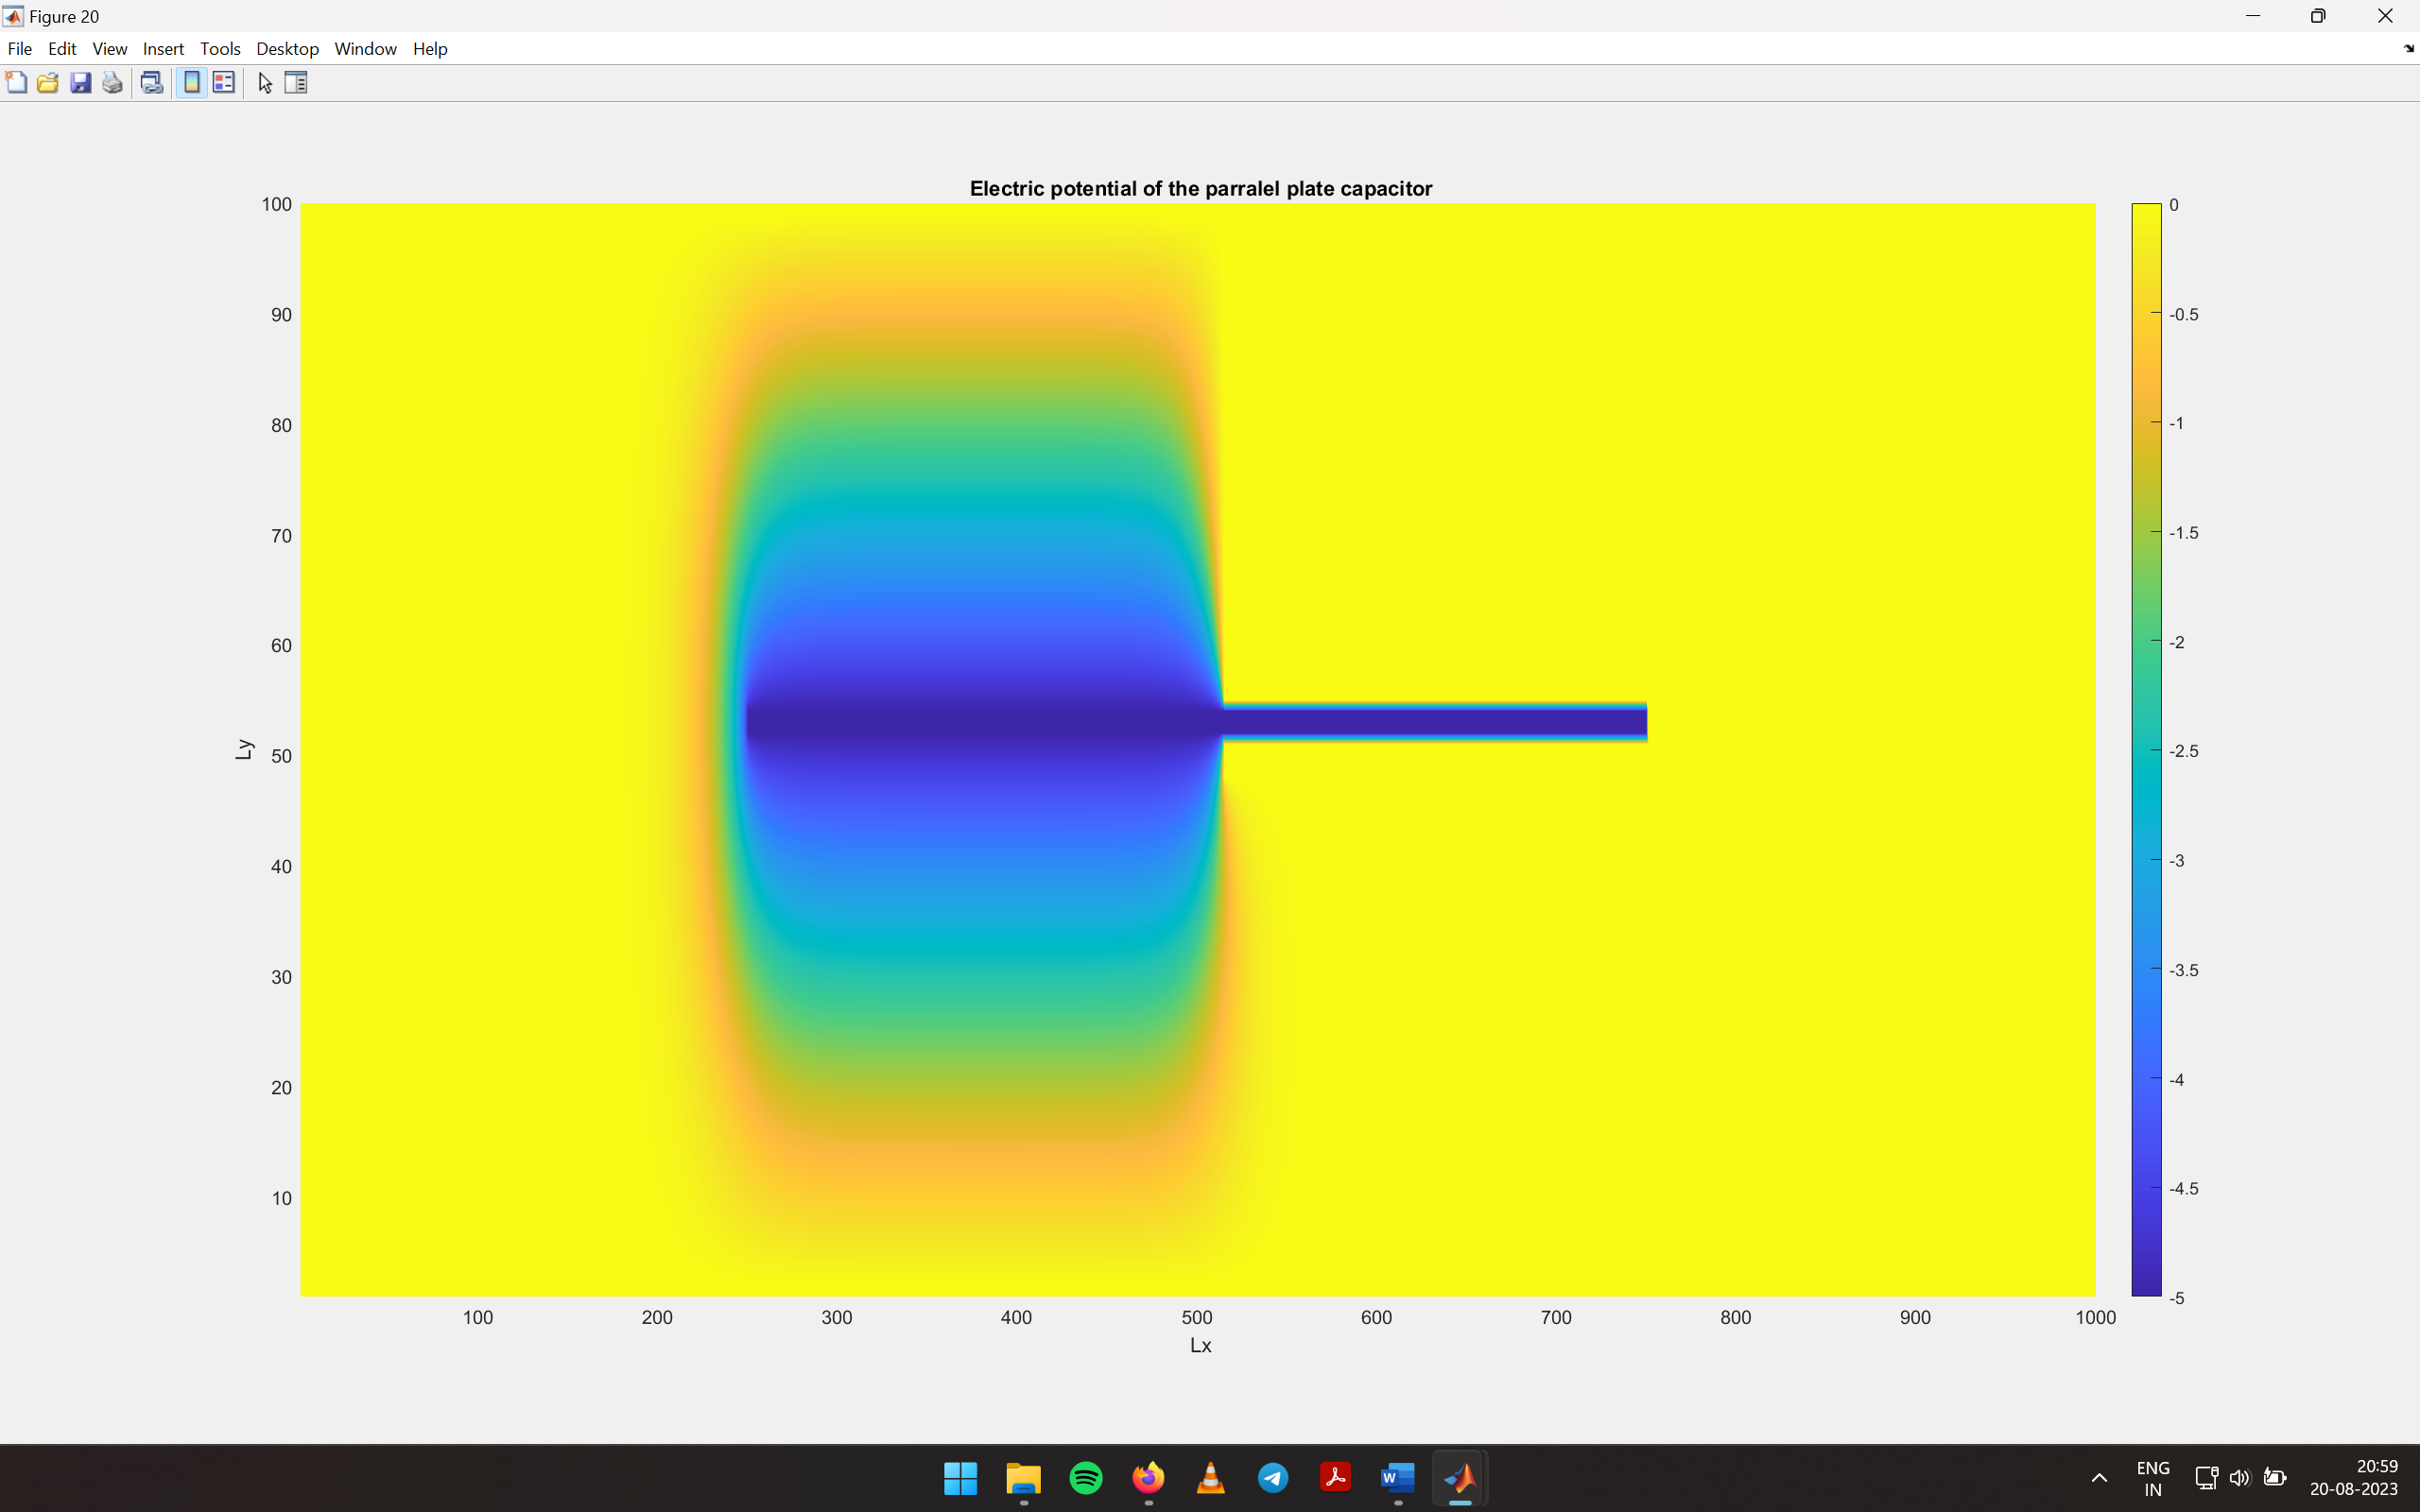 Figure 20
File Edit View Insert Tools Desktop Window Help
Electric potential of the parralel plate capacitor
100
90
80
70
60
50
40
30
20
10
Ly
100 200 300 400 500 600 700 800 900 1000
Lx
0
-0.5
-1
-1.5
-2
-2.5
-3
-3.5
-4
-4.5
-5
W
ENG
IN
20:59
20-08-2023